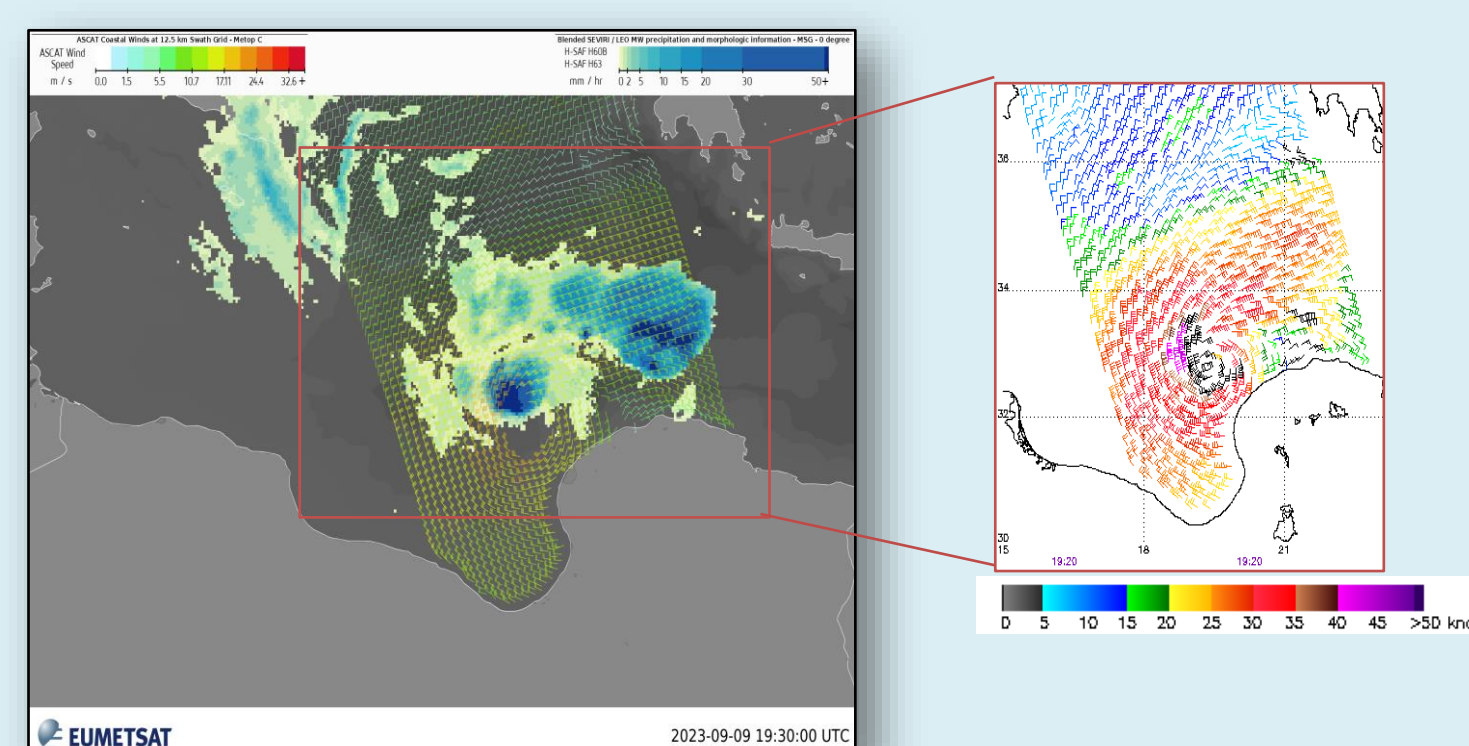 ASCAT Coastal Winds at 12.5 km Swath Grid - Metop C
ASCAT Wind
Speed
m / s
0.0 1.5 5.5 10.7 17.11 24.4 32.6 +
Blended SEVIRI / LEO MW precipitation and morphologic information - MSG - 0 degree
H-SAF H60B
H-SAF H63
mm / hr
0 2 5 10 15 20 30 50+
36
34
32
30
15 18 21
19:20 19:20
0 5 10 15 20 25 30 35 40 45 >50 kno
EUMETSAT
2023-09-09 19:30:00 UTC